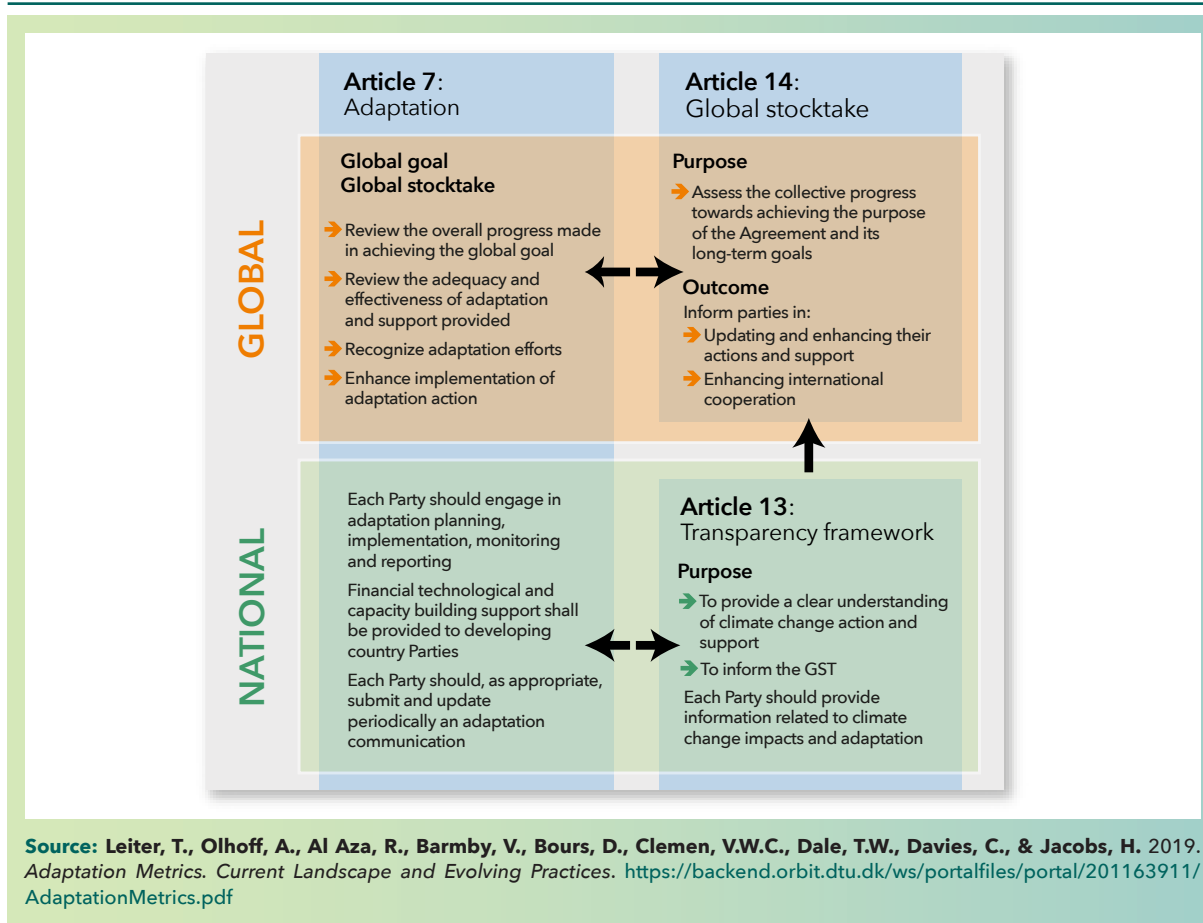 Article 7:
Adaptation
Article 14:
Global stocktake
GLOBAL
Global goal
Global stocktake
Review the overall progress made
in achieving the global goal
Review the adequacy and
effectiveness of adaptation
and support provided
Recognize adaptation efforts
Enhance implementation of
adaptation action
Purpose
Assess the collective progress
towards achieving the purpose
of the Agreement and its
long-term goals
Outcome
Inform parties in:
Updating and enhancing their
actions and support
Enhancing international
cooperation
NATIONAL
Each Party should engage in
adaptation planning,
implementation, monitoring
and reporting
Financial technological and
capacity building support shall
be provided to developing
country Parties
Each Party should, as appropriate,
submit and update
periodically an adaptation
communication
Article 13:
Transparency framework
Purpose
To provide a clear understanding
of climate change action and
support
To inform the GST
Each Party should provide
information related to climate
change impacts and adaptation
Source: Leiter, T., Olhoff, A., Al Aza, R., Barmby, V., Bours, D., Clemen, V.W.C., Dale, T.W., Davies, C., & Jacobs, H. 2019.
Adaptation Metrics. Current Landscape and Evolving Practices. https://backend.orbit.dtu.dk/ws/portalfiles/portal/201163911/
AdaptationMetrics.pdf